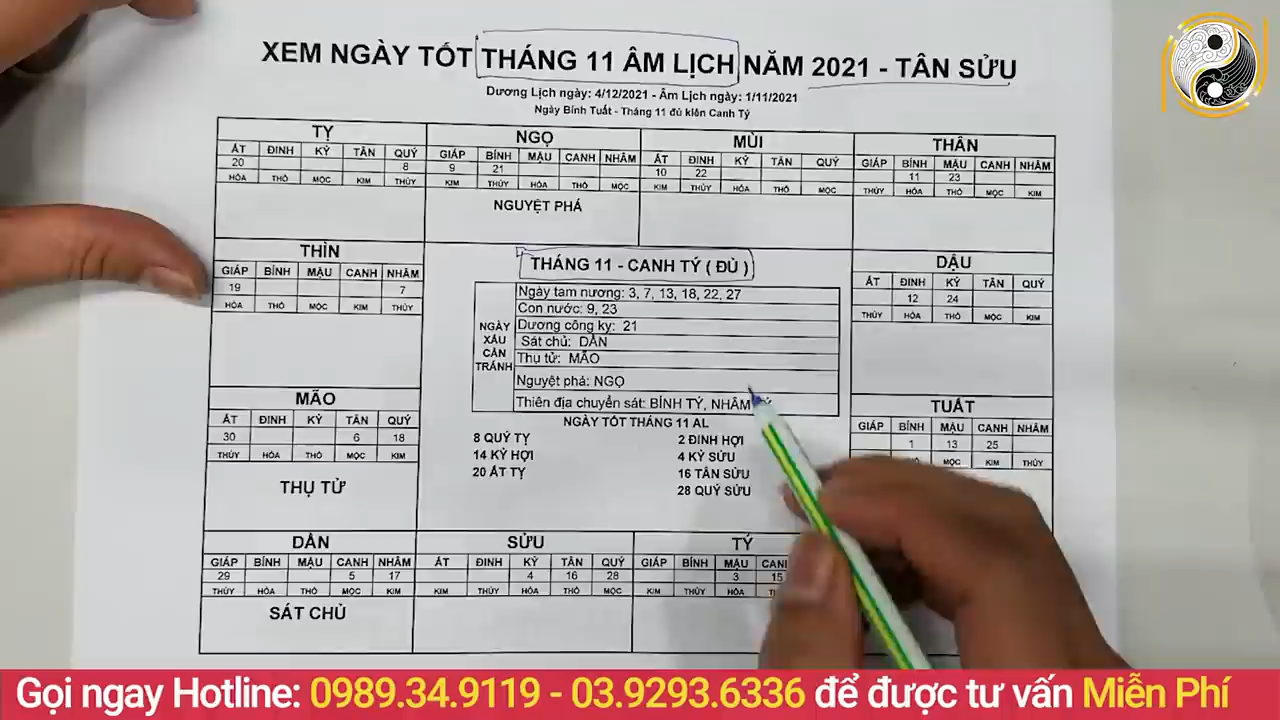 XEM NGÀY TỐT THÁNG 11 ÂM LỊCH NĂM 2021 - TÂN SỬU
Dương Lịch ngày: 4/12/2021 - Âm Lịch ngày: 1/11/2021
Ngày Bính Tuất - Tháng 11 đủ kiến Canh Tý
TỴ
ẤT ĐINH KỶ TÂN QUÝ
20 8
HỎA THỔ MỘC KIM THỦY
NGỌ
GIÁP BÍNH MẬU CANH NHÂM
9 21
KIM THỦY HỎA THỔ MỘC
NGUYỆT PHÁ
MÙI
ẤT ĐINH KỶ TÂN QUÝ
10 22
KIM THỦY HỎA THỔ MỘC
THÂN
GIÁP BÍNH MẬU CANH NHÂM
11 23
THỦY HỎA THỔ MỘC KIM
THÌN
GIÁP BÍNH MẬU CANH NHÂM
19 7
HỎA THỔ MỘC KIM THỦY
THÁNG 11 - CANH TÝ ( ĐỦ )
NGÀY XẤU CẦN TRÁNH
Ngày tam nương: 3, 7, 13, 18, 22, 27
Con nước: 9, 23
Dương công kỵ: 21
Sát chủ: DẦN
Thụ tử: MÃO
Nguyệt phá: NGỌ
Thiên địa chuyển sát: BÍNH TÝ, NHÂM
NGÀY TỐT THÁNG 11 AL
8 QUÝ TỴ 2 ĐINH HỢI
14 KỶ HỢI 4 KỶ SỬU
20 ẤT TỴ 16 TÂN SỬU
28 QUÝ SỬU
DẬU
ẤT ĐINH KỶ TÂN QUÝ
12 24
THỦY HỎA THỔ MỘC KIM
MÃO
ẤT ĐINH KỶ TÂN QUÝ
30 6 18
THỦY HỎA THỔ MỘC KIM
THỤ TỬ
TUẤT
GIÁP BÍNH MẬU CANH NHÂM
1 13 25
MỘC KIM THỦY
DẦN
GIÁP BÍNH MẬU CANH NHÂM
29 5 17
THỦY HỎA THỔ MỘC KIM
SÁT CHỦ
SỬU
ẤT ĐINH KỶ TÂN QUÝ
4 16 28
KIM THỦY HỎA THỔ MỘC
TÝ
GIÁP BÍNH MẬU
3 15
KIM THỦY HỎA
Gọi ngay Hotline: 0989.34.9119 - 03.9293.6336 để được tư vấn Miễn Phí